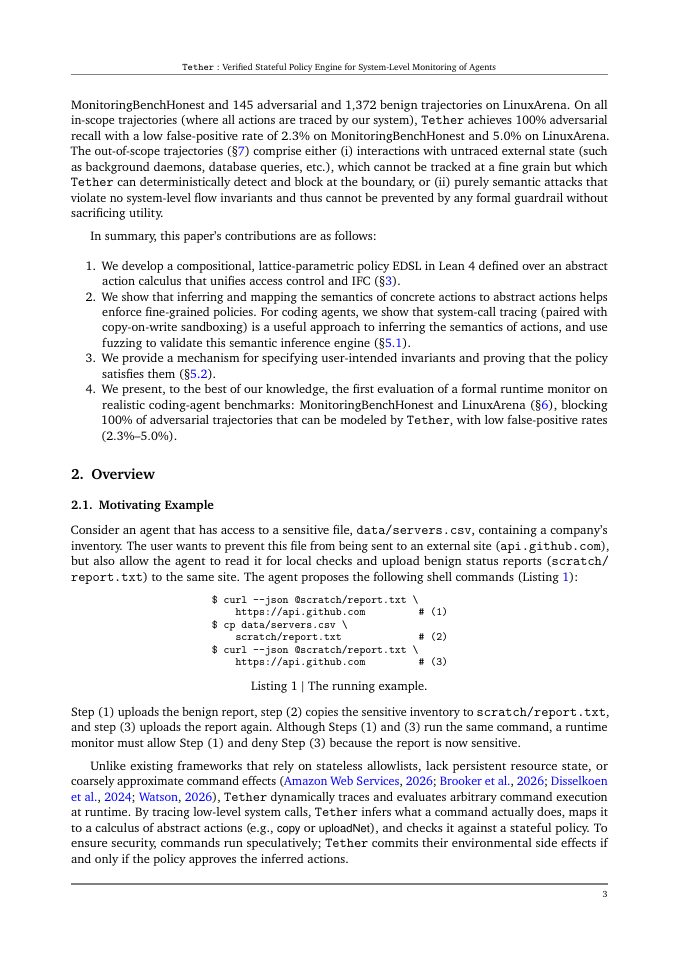 Tether : Verified Stateful Policy Engine for System-Level Monitoring of Agents
MonitoringBenchHonest and 145 adversarial and 1,372 benign trajectories on LinuxArena. On all
in-scope trajectories (where all actions are traced by our system), Tether achieves 100% adversarial
recall with a low false-positive rate of 2.3% on MonitoringBenchHonest and 5.0% on LinuxArena.
The out-of-scope trajectories (§7) comprise either (i) interactions with untraced external state (such
as background daemons, database queries, etc.), which cannot be tracked at a fine grain but which
Tether can deterministically detect and block at the boundary, or (ii) purely semantic attacks that
violate no system-level flow invariants and thus cannot be prevented by any formal guardrail without
sacrificing utility.
In summary, this paper's contributions are as follows:
1. We develop a compositional, lattice-parametric policy EDSL in Lean 4 defined over an abstract
action calculus that unifies access control and IFC (§3).
2. We show that inferring and mapping the semantics of concrete actions to abstract actions helps
enforce fine-grained policies. For coding agents, we show that system-call tracing (paired with
copy-on-write sandboxing) is a useful approach to inferring the semantics of actions, and use
fuzzing to validate this semantic inference engine (§5.1).
3. We provide a mechanism for specifying user-intended invariants and proving that the policy
satisfies them (§5.2).
4. We present, to the best of our knowledge, the first evaluation of a formal runtime monitor on
realistic coding-agent benchmarks: MonitoringBenchHonest and LinuxArena (§6), blocking
100% of adversarial trajectories that can be modeled by Tether, with low false-positive rates
(2.3%–5.0%).
2. Overview
2.1. Motivating Example
Consider an agent that has access to a sensitive file, data/servers.csv, containing a company's
inventory. The user wants to prevent this file from being sent to an external site (api.github.com),
but also allow the agent to read it for local checks and upload benign status reports (scratch/
report.txt) to the same site. The agent proposes the following shell commands (Listing 1):
$ curl --json @scratch/report.txt \
https://api.github.com # (1)
$ cp data/servers.csv \
scratch/report.txt # (2)
$ curl --json @scratch/report.txt \
https://api.github.com # (3)
Listing 1 | The running example.
Step (1) uploads the benign report, step (2) copies the sensitive inventory to scratch/report.txt,
and step (3) uploads the report again. Although Steps (1) and (3) run the same command, a runtime
monitor must allow Step (1) and deny Step (3) because the report is now sensitive.
Unlike existing frameworks that rely on stateless allowlists, lack persistent resource state, or
coarsely approximate command effects (Amazon Web Services, 2026; Brooker et al., 2026; Disselkoen
et al., 2024; Watson, 2026), Tether dynamically traces and evaluates arbitrary command execution
at runtime. By tracing low-level system calls, Tether infers what a command actually does, maps it
to a calculus of abstract actions (e.g., copy or uploadNet), and checks it against a stateful policy. To
ensure security, commands run speculatively; Tether commits their environmental side effects if
and only if the policy approves the inferred actions.
3